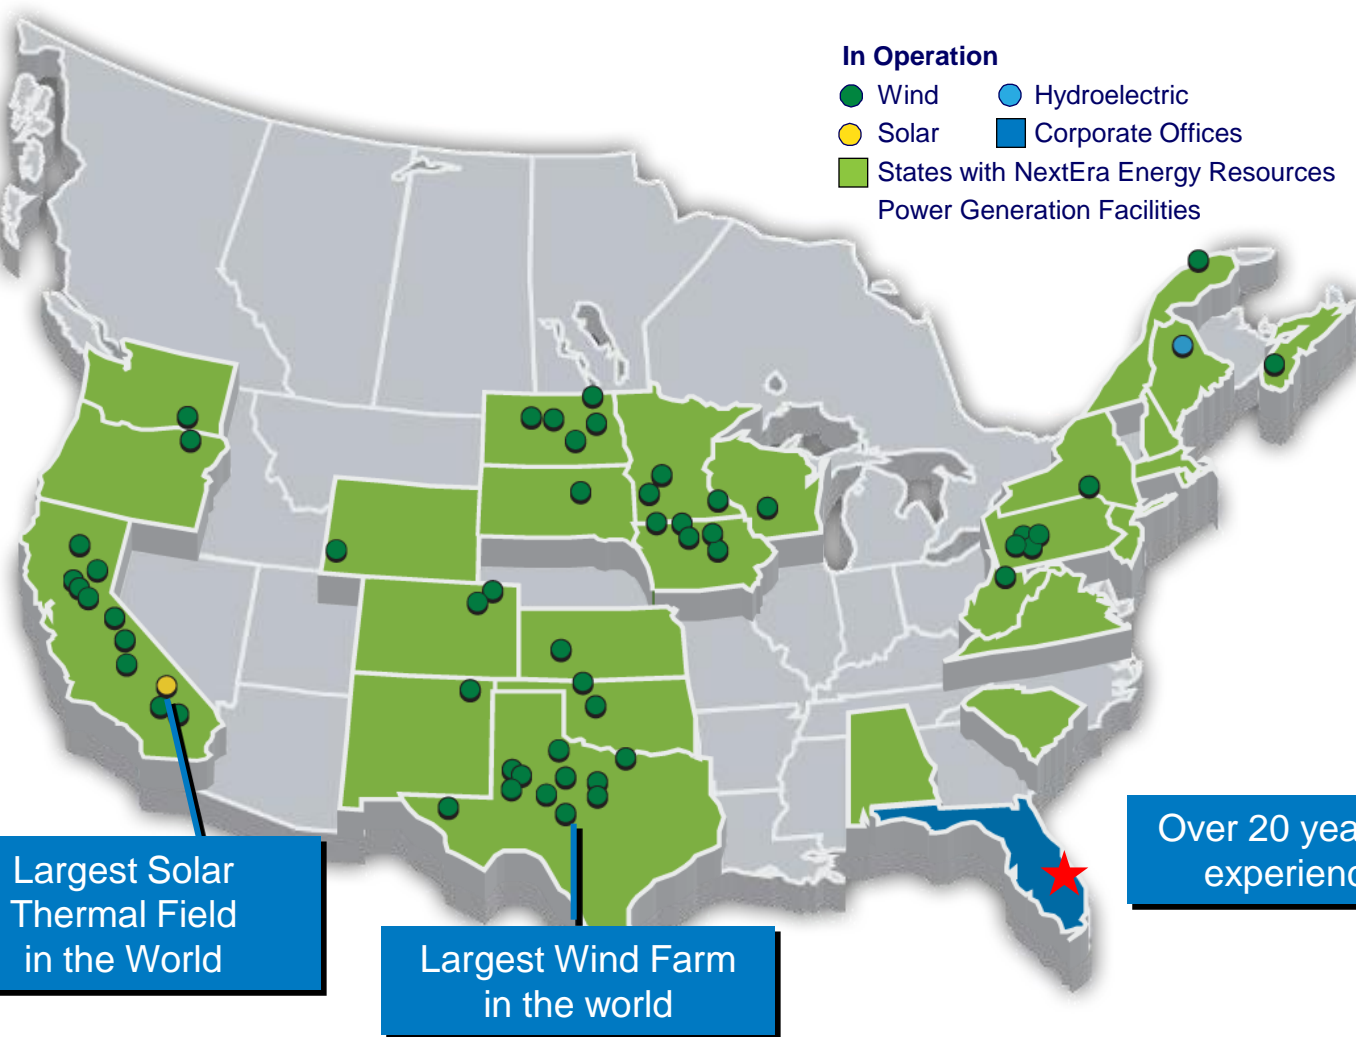 In Operation
Wind
Hydroelectric
Solar
Corporate Offices
States with NextEra Energy Resources
Power Generation Facilities
Largest Solar
Thermal Field
in the World
Largest Wind Farm
in the world
Over 20